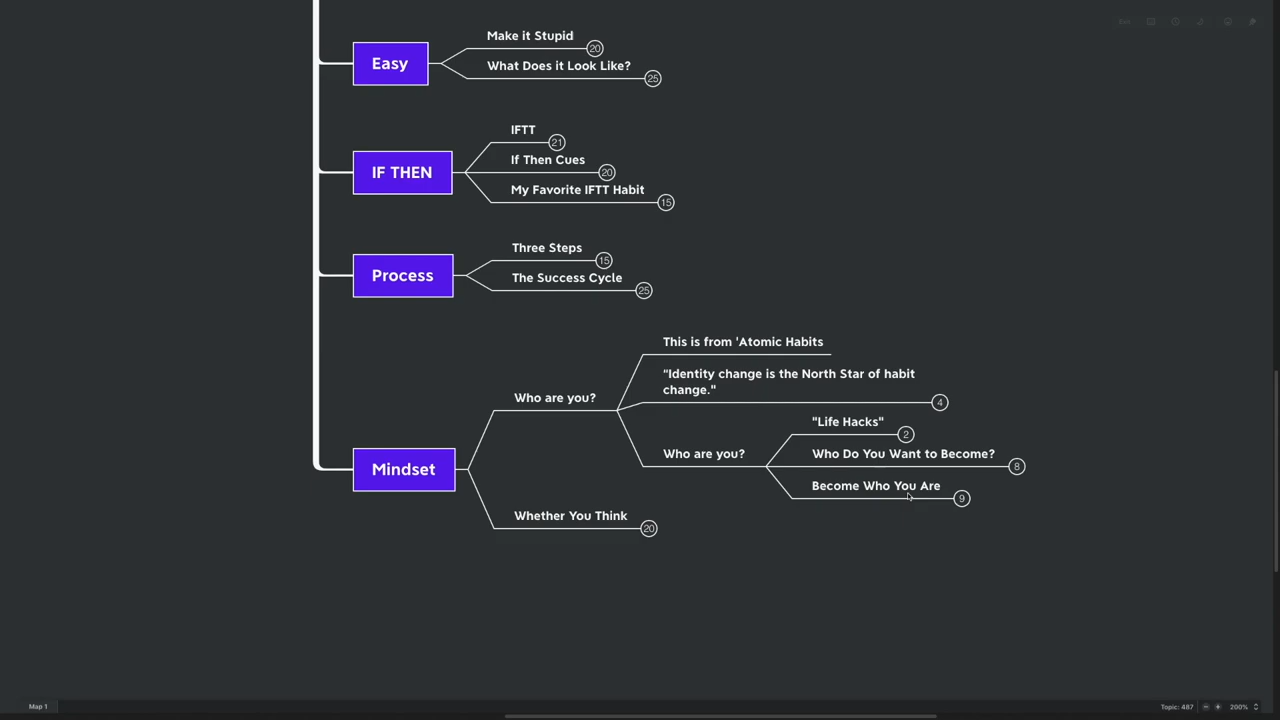 Make it Stupid
20
Easy
What Does it Look Like?
25
IFTT
21
IF THEN
If Then Cues
20
My Favorite IFTT Habit
15
Three Steps
15
Process
The Success Cycle
25
This is from 'Atomic Habits
"Identity change is the North Star of habit
change."
4
Who are you?
"Life Hacks"
2
Who are you?
Who Do You Want to Become?
8
Mindset
Become Who You Are
9
Whether You Think
20
Map 1
Topic: 487
200%